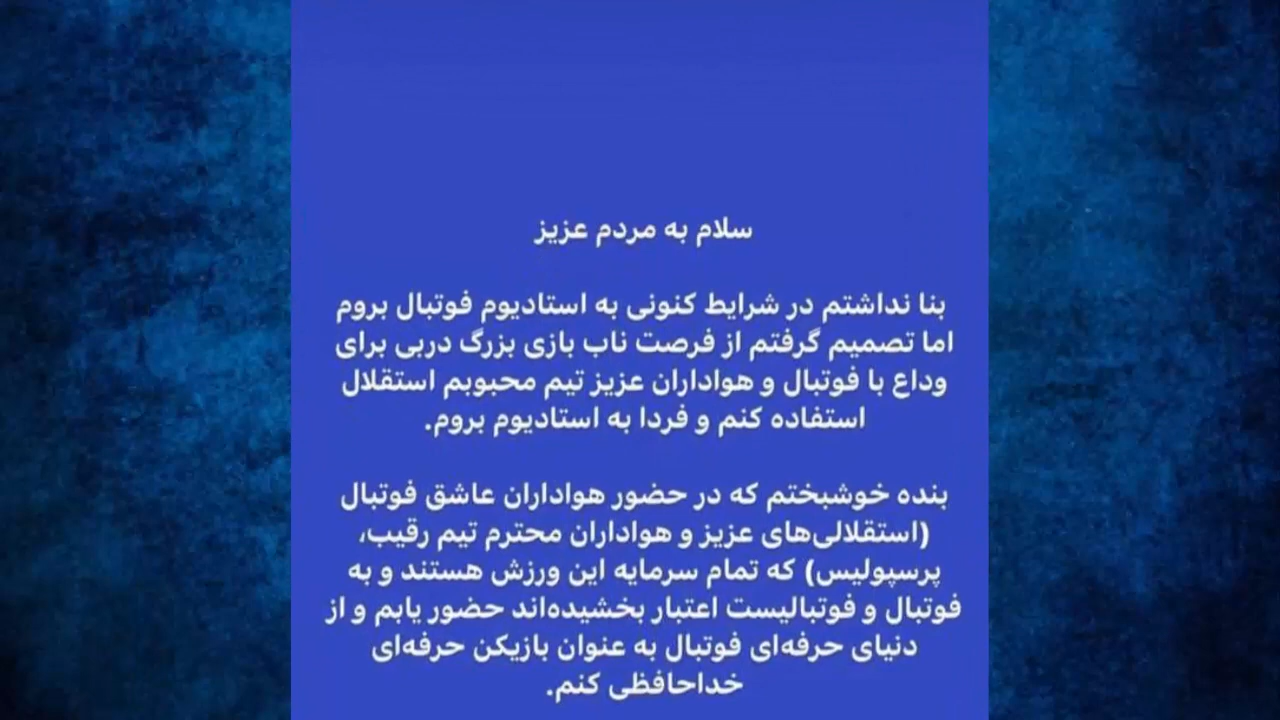 سلام به مردم عزیز
بنا نداشتم در شرایط کنونی به استادیوم فوتبال بروم
اما تصمیم گرفتم از فرصت ناب بازی بزرگ دربی برای
وداع با فوتبال و هواداران عزیز تیم محبوبم استقلال
استفاده کنم و فردا به استادیوم بروم.
بنده خوشبختم که در حضور هواداران عاشق فوتبال
(استقلالی‌های عزیز و هواداران محترم تیم رقیب،
پرسپولیس) که تمام سرمایه این ورزش هستند و به
فوتبال و فوتبالیست اعتبار بخشیده‌اند حضور یابم و از
دنیای حرفه‌ای فوتبال به عنوان بازیکن حرفه‌ای
خداحافظی کنم.